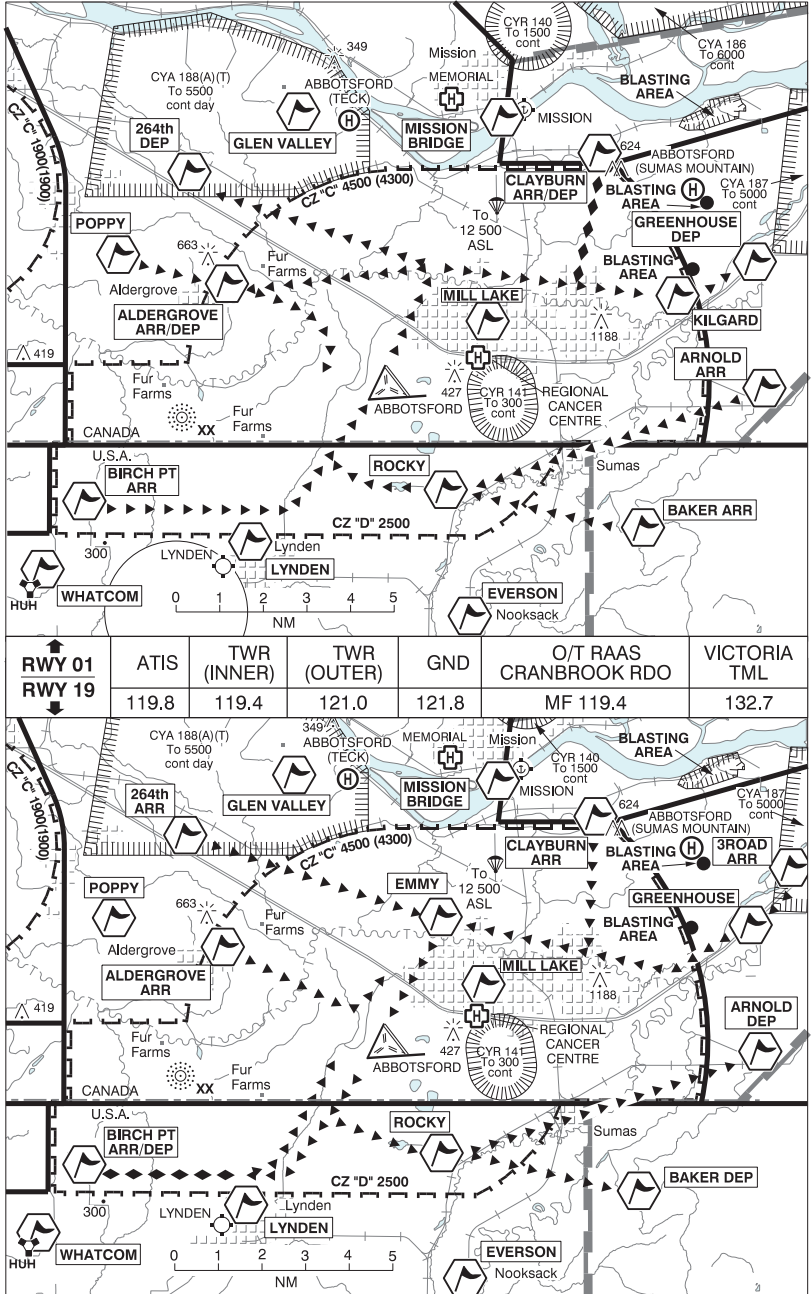 CYR 140
To 1500
cont
CYA 186
To 6000
cont
349
Mission
CYA 188(A)(T)
To 5500
cont day
ABBOTSFORD
(TECK)
H
MEMORIAL
H
BLASTING
AREA
CZ "C" 1900(1900)
264th
DEP
GLEN VALLEY
MISSION
BRIDGE
MISSION
624
CZ "C" 4500 (4300)
CLAYBURN
ARR/DEP
ABBOTSFORD
(SUMAS MOUNTAIN)
H
BLASTING
AREA
CYA 187
To 5000
cont
POPPY
To
12 500
ASL
GREENHOUSE
DEP
663
Fur
Farms
BLASTING
AREA
Aldergrove
ALDERGROVE
ARR/DEP
MILL LAKE
KILGARD
1188
419
H
ARNOLD
ARR
Fur
Farms
427
CYR 141
To 300
cont
REGIONAL
CANCER
CENTRE
ABBOTSFORD
XX
Fur
Farms
CANADA
U.S.A.
BIRCH PT
ARR
ROCKY
Sumas
BAKER ARR
CZ "D" 2500
300
LYNDEN
Lynden
LYNDEN
WHATCOM
HUH
0 1 2 3 4 5
NM
EVERSON
Nooksack
RWY 01
RWY 19
ATIS
119.8
TWR
(INNER)
119.4
TWR
(OUTER)
121.0
GND
121.8
O/T RAAS
CRANBROOK RDO
MF 119.4
VICTORIA
TML
132.7
349
CYA 188(A)(T)
To 5500
cont day
ABBOTSFORD
(TECK)
H
MEMORIAL
H
Mission
CYR 140
To 1500
cont
BLASTING
AREA
CZ "C" 1900(1900)
264th
ARR
GLEN VALLEY
MISSION
BRIDGE
MISSION
CYA 187
To 5000
cont
624
CZ "C" 4500 (4300)
CLAYBURN
ARR
ABBOTSFORD
(SUMAS MOUNTAIN)
H
BLASTING
AREA
3ROAD
ARR
POPPY
EMMY
To
12 500
ASL
GREENHOUSE
663
Fur
Farms
BLASTING
AREA
Aldergrove
ALDERGROVE
ARR
MILL LAKE
1188
419
H
ARNOLD
DEP
Fur
Farms
427
CYR 141
To 300
cont
REGIONAL
CANCER
CENTRE
ABBOTSFORD
XX
Fur
Farms
CANADA
U.S.A.
BIRCH PT
ARR/DEP
ROCKY
Sumas
BAKER DEP
CZ "D" 2500
300
LYNDEN
Lynden
LYNDEN
WHATCOM
HUH
0 1 2 3 4 5
NM
EVERSON
Nooksack